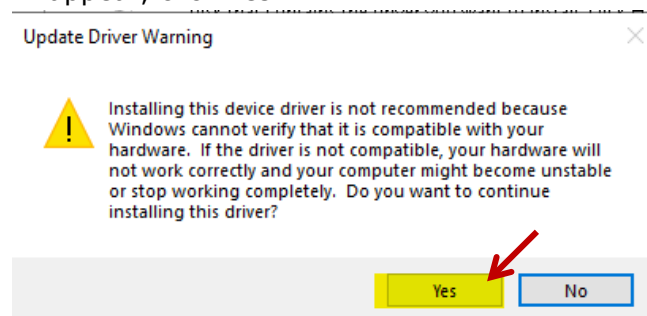 Update Driver Warning
Installing this device driver is not recommended because
Windows cannot verify that it is compatible with your
hardware. If the driver is not compatible, your hardware will
not work correctly and your computer might become unstable
or stop working completely. Do you want to continue
installing this driver?
Yes
No